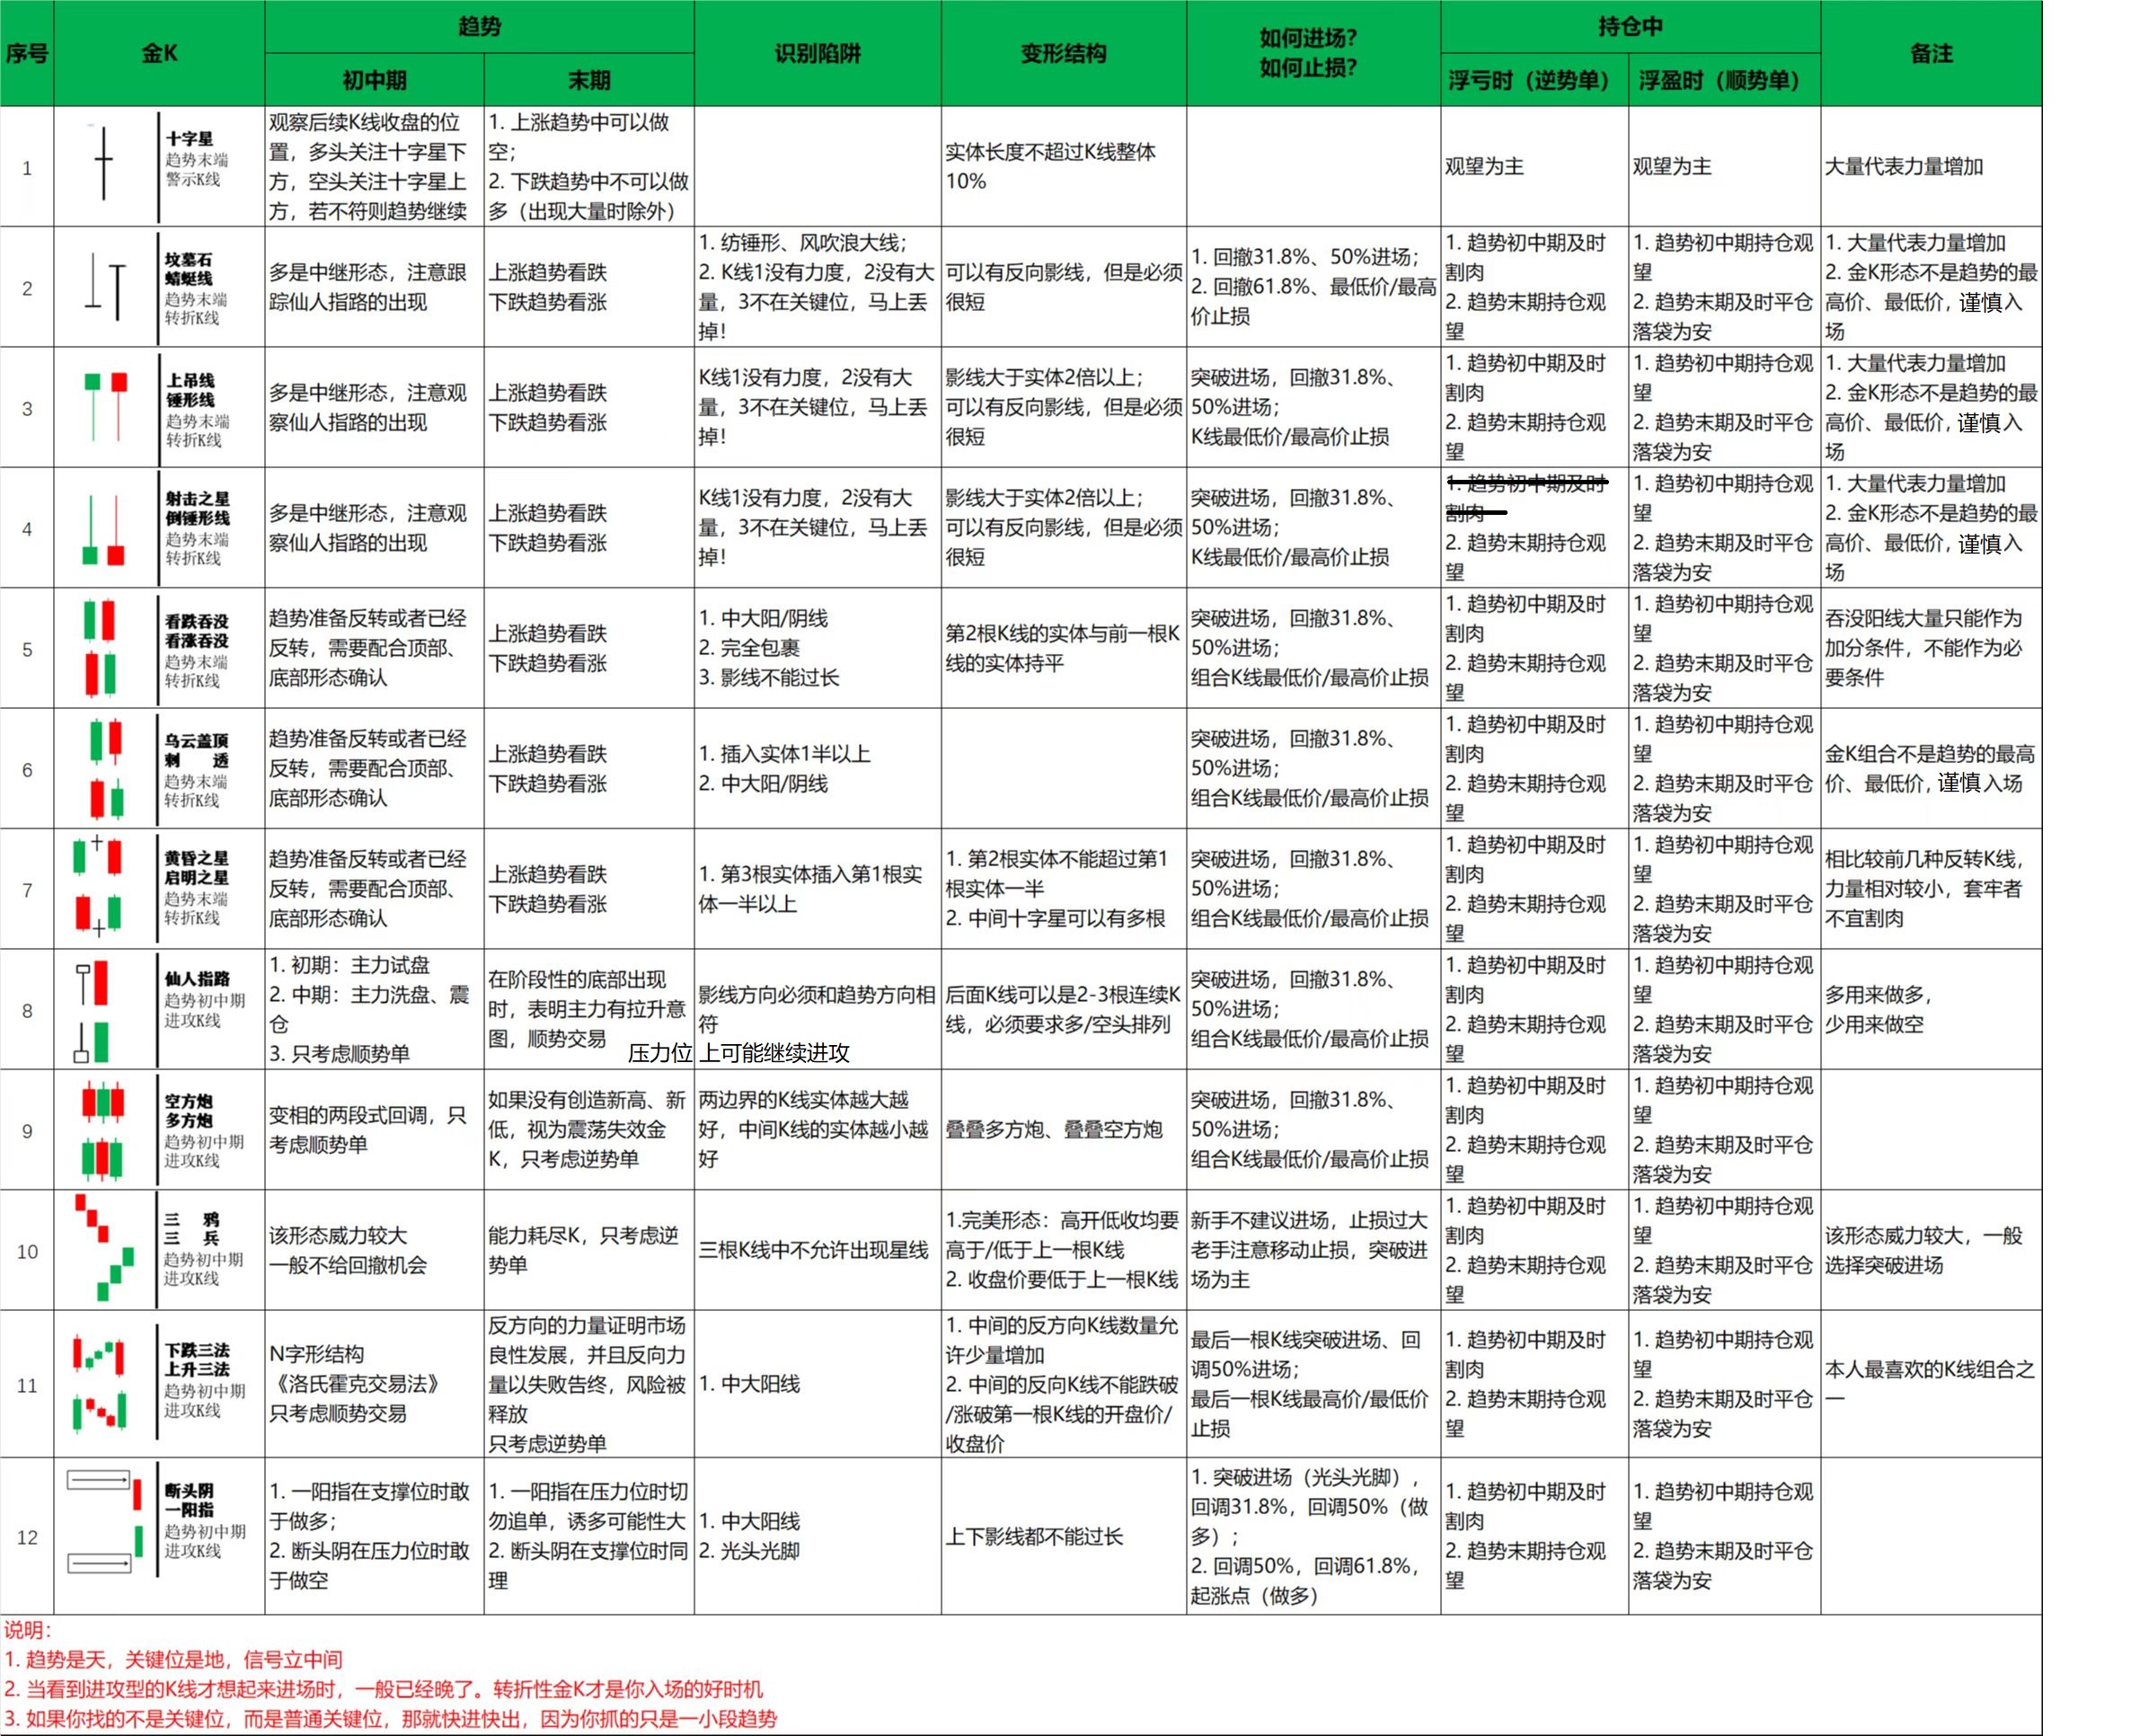 序号
金K
趋势
初中期
末期
识别陷阱
变形结构
如何进场？
如何止损？
持仓中
浮亏时（逆势单）
浮盈时（顺势单）
备注
1
十字星
趋势末端
警示K线
观察后续K线收盘的位
置，多头关注十字星下
方，空头关注十字星上
方，若不符则趋势继续
1. 上涨趋势中可以做
空；
2. 下跌趋势中不可以做
多（出现大量时除外）
实体长度不超过K线整体
10%
观望为主
观望为主
大量代表力量增加
2
坟墓石
蜻蜓线
趋势末端
转折K线
多是中继形态，注意跟
踪仙人指路的出现
上涨趋势看跌
下跌趋势看涨
1. 纺锤形、风吹浪大线；
2. K线1没有力度，2没有大
量，3不在关键位，马上丢
掉！
可以有反向影线，但是必须
很短
1. 回撤31.8%、50%进场；
2. 回撤61.8%、最低价/最高
价止损
1. 趋势初中期及时
割肉
2. 趋势末期持仓观
望
1. 趋势初中期持仓观
望
2. 趋势末期及时平仓
落袋为安
1. 大量代表力量增加
2. 金K形态不是趋势的最
高价、最低价，谨慎入
场
3
上吊线
锤形线
趋势末端
转折K线
多是中继形态，注意观
察仙人指路的出现
上涨趋势看跌
下跌趋势看涨
K线1没有力度，2没有大
量，3不在关键位，马上丢
掉！
影线大于实体2倍以上；
可以有反向影线，但是必须
很短
突破进场，回撤31.8%、
50%进场；
K线最低价/最高价止损
1. 趋势初中期及时
割肉
2. 趋势末期持仓观
望
1. 趋势初中期持仓观
望
2. 趋势末期及时平仓
落袋为安
1. 大量代表力量增加
2. 金K形态不是趋势的最
高价、最低价，谨慎入
场
4
射击之星
倒锤形线
趋势末端
转折K线
多是中继形态，注意观
察仙人指路的出现
上涨趋势看跌
下跌趋势看涨
K线1没有力度，2没有大
量，3不在关键位，马上丢
掉！
影线大于实体2倍以上；
可以有反向影线，但是必须
很短
突破进场，回撤31.8%、
50%进场；
K线最低价/最高价止损
1. 趋势初中期及时
割肉
2. 趋势末期持仓观
望
1. 趋势初中期持仓观
望
2. 趋势末期及时平仓
落袋为安
1. 大量代表力量增加
2. 金K形态不是趋势的最
高价、最低价，谨慎入
场
5
看跌吞没
看涨吞没
趋势末端
转折K线
趋势准备反转或者已经
反转，需要配合顶部、
底部形态确认
上涨趋势看跌
下跌趋势看涨
1. 中大阳/阴线
2. 完全包裹
3. 影线不能过长
第2根K线的实体与前一根K
线的实体持平
突破进场，回撤31.8%、
50%进场；
组合K线最低价/最高价止损
1. 趋势初中期及时
割肉
2. 趋势末期持仓观
望
1. 趋势初中期持仓观
望
2. 趋势末期及时平仓
落袋为安
吞没阳线大量只能作为
加分条件，不能作为必
要条件
6
乌云盖顶
刺 透
趋势末端
转折K线
趋势准备反转或者已经
反转，需要配合顶部、
底部形态确认
上涨趋势看跌
下跌趋势看涨
1. 插入实体1半以上
2. 中大阳/阴线
突破进场，回撤31.8%、
50%进场；
组合K线最低价/最高价止损
1. 趋势初中期及时
割肉
2. 趋势末期持仓观
望
1. 趋势初中期持仓观
望
2. 趋势末期及时平仓
落袋为安
金K组合不是趋势的最高
价、最低价，谨慎入场
7
黄昏之星
启明之星
趋势末端
转折K线
趋势准备反转或者已经
反转，需要配合顶部、
底部形态确认
上涨趋势看跌
下跌趋势看涨
1. 第3根实体插入第1根实
体一半以上
1. 第2根实体不能超过第1
根实体一半
2. 中间十字星可以有多根
突破进场，回撤31.8%、
50%进场；
组合K线最低价/最高价止损
1. 趋势初中期及时
割肉
2. 趋势末期持仓观
望
1. 趋势初中期持仓观
望
2. 趋势末期及时平仓
落袋为安
相比较前几种反转K线，
力量相对较小，套牢者
不宜割肉
8
仙人指路
趋势初中期
进攻K线
1. 初期：主力试盘
2. 中期：主力洗盘、震
仓
3. 只考虑顺势单
在阶段性的底部出现
时，表明主力有拉升意
图，顺势交易
影线方向必须和趋势方向相
符
压力位上可能继续进攻
后面K线可以是2-3根连续K
线，必须要求多/空头排列
突破进场，回撤31.8%、
50%进场；
组合K线最低价/最高价止损
1. 趋势初中期及时
割肉
2. 趋势末期持仓观
望
1. 趋势初中期持仓观
望
2. 趋势末期及时平仓
落袋为安
多用来做多，
少用来做空
9
空方炮
多方炮
趋势初中期
进攻K线
变相的两段式回调，只
考虑顺势单
如果没有创造新高、新
低，视为震荡失效金
K，只考虑逆势单
两边界的K线实体越大越
好，中间K线的实体越小越
好
叠叠多方炮、叠叠空方炮
突破进场，回撤31.8%、
50%进场；
组合K线最低价/最高价止损
1. 趋势初中期及时
割肉
2. 趋势末期持仓观
望
1. 趋势初中期持仓观
望
2. 趋势末期及时平仓
落袋为安
10
三 鸦
三 兵
趋势初中期
进攻K线
该形态威力较大
一般不给回撤机会
能力耗尽K，只考虑逆
势单
三根K线中不允许出现星线
1.完美形态：高开低收均要
高于/低于上一根K线
2. 收盘价要低于上一根K线
新手不建议进场，止损过大
老手注意移动止损，突破进
场为主
1. 趋势初中期及时
割肉
2. 趋势末期持仓观
望
1. 趋势初中期持仓观
望
2. 趋势末期及时平仓
落袋为安
该形态威力较大，一般
选择突破进场
11
下跌三法
上升三法
趋势初中期
进攻K线
N字形结构
《洛氏霍克交易法》
只考虑顺势交易
反方向的力量证明市场
良性发展，并且反向力
量以失败告终，风险被
释放
只考虑逆势单
1. 中大阳线
1. 中间的反方向K线数量允
许少量增加
2. 中间的反向K线不能跌破
/涨破第一根K线的开盘价/
收盘价
最后一根K线突破进场、回
调50%进场；
最后一根K线最高价/最低价
止损
1. 趋势初中期及时
割肉
2. 趋势末期持仓观
望
1. 趋势初中期持仓观
望
2. 趋势末期及时平仓
落袋为安
本人最喜欢的K线组合之
一
12
断头阴
一阳指
趋势初中期
进攻K线
1. 一阳指在支撑位时敢
于做多；
2. 断头阴在压力位时敢
于做空
1. 一阳指在压力位时切
勿追单，诱多可能性大
2. 断头阴在支撑位时同
理
1. 中大阳线
2. 光头光脚
上下影线都不能过长
1. 突破进场（光头光脚），
回调31.8%，回调50%（做
多）；
2. 回调50%，回调61.8%，
起涨点（做多）
1. 趋势初中期及时
割肉
2. 趋势末期持仓观
望
1. 趋势初中期持仓观
望
2. 趋势末期及时平仓
落袋为安
说明：
1. 趋势是天，关键位是地，信号立中间
2. 当看到进攻型的K线才想起来进场时，一般已经晚了。转折性金K才是你入场的好时机
3. 如果你找的不是关键位，而是普通关键位，那就快进快出，因为你抓的只是一小段趋势